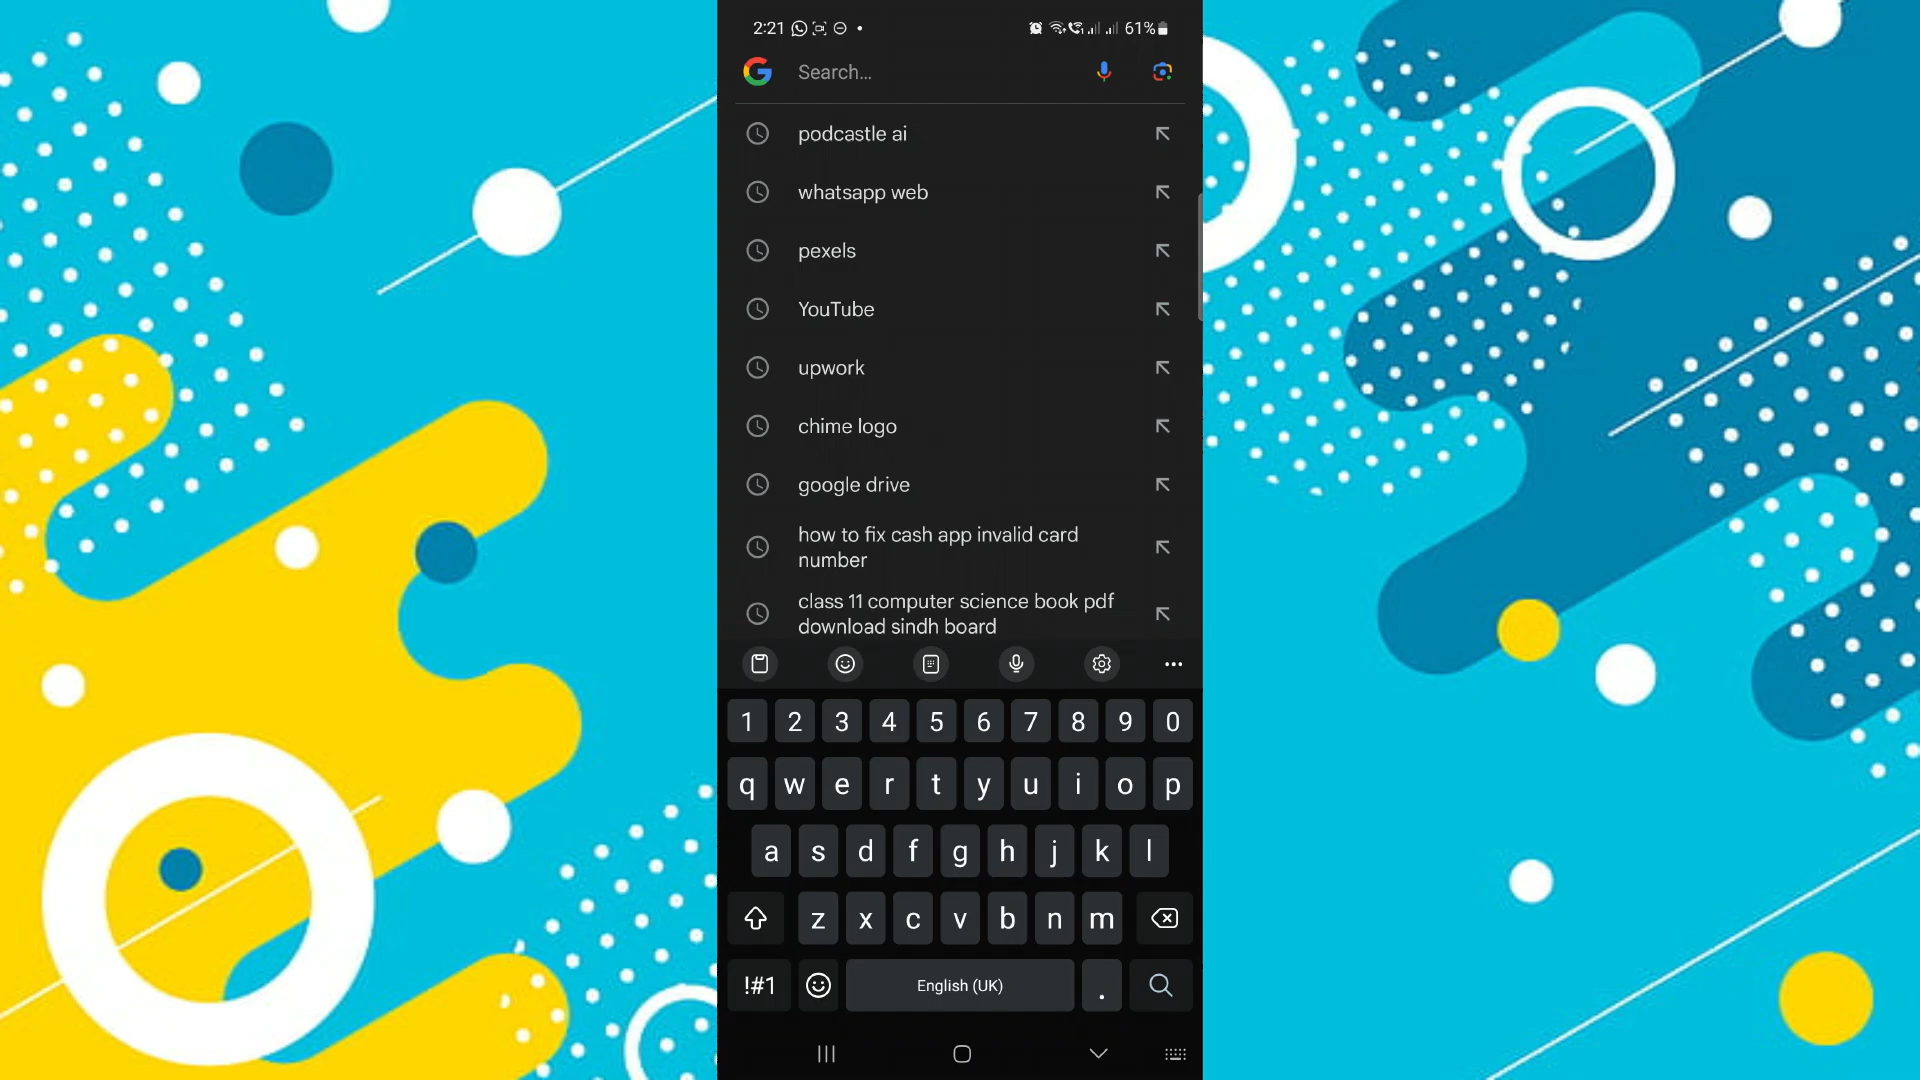 2:21 61%
Search...
podcastle ai
whatsapp web
pexels
YouTube
upwork
chime logo
google drive
how to fix cash app invalid card
number
class 11 computer science book pdf
download sindh board
1 2 3 4 5 6 7 8 9 0
q w e r t y u i o p
a s d f g h j k l
z x c v b n m
!#1 English (UK) .